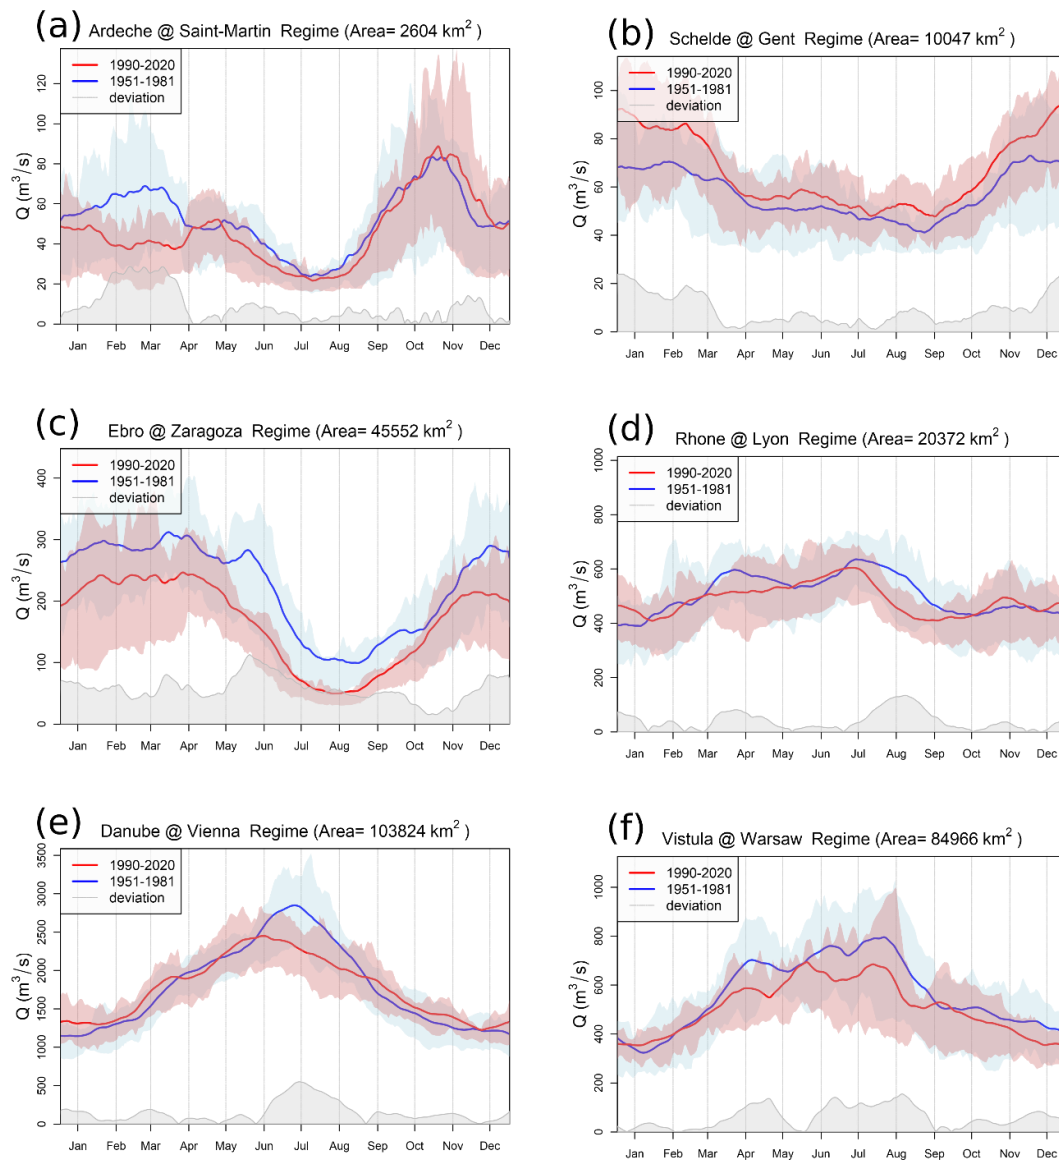 (a)
Ardeche @ Saint-Martin Regime (Area= 2604 km²)
1990-2020
1951-1981
deviation
Q (m³/s)
0 20 40 60 80 100 120
Jan Feb Mar Apr May Jun Jul Aug Sep Oct Nov Dec
(b)
Schelde @ Gent Regime (Area= 10047 km²)
1990-2020
1951-1981
deviation
Q (m³/s)
0 20 40 60 80 100
Jan Feb Mar Apr May Jun Jul Aug Sep Oct Nov Dec
(c)
Ebro @ Zaragoza Regime (Area= 45552 km²)
1990-2020
1951-1981
deviation
Q (m³/s)
0 100 200 300 400
Jan Feb Mar Apr May Jun Jul Aug Sep Oct Nov Dec
(d)
Rhone @ Lyon Regime (Area= 20372 km²)
1990-2020
1951-1981
deviation
Q (m³/s)
0 200 400 600 800 1000
Jan Feb Mar Apr May Jun Jul Aug Sep Oct Nov Dec
(e)
Danube @ Vienna Regime (Area= 103824 km²)
1990-2020
1951-1981
deviation
Q (m³/s)
0 500 1000 1500 2000 2500 3000 3500
Jan Feb Mar Apr May Jun Jul Aug Sep Oct Nov Dec
(f)
Vistula @ Warsaw Regime (Area= 84966 km²)
1990-2020
1951-1981
deviation
Q (m³/s)
0 200 400 600 800 1000
Jan Feb Mar Apr May Jun Jul Aug Sep Oct Nov Dec